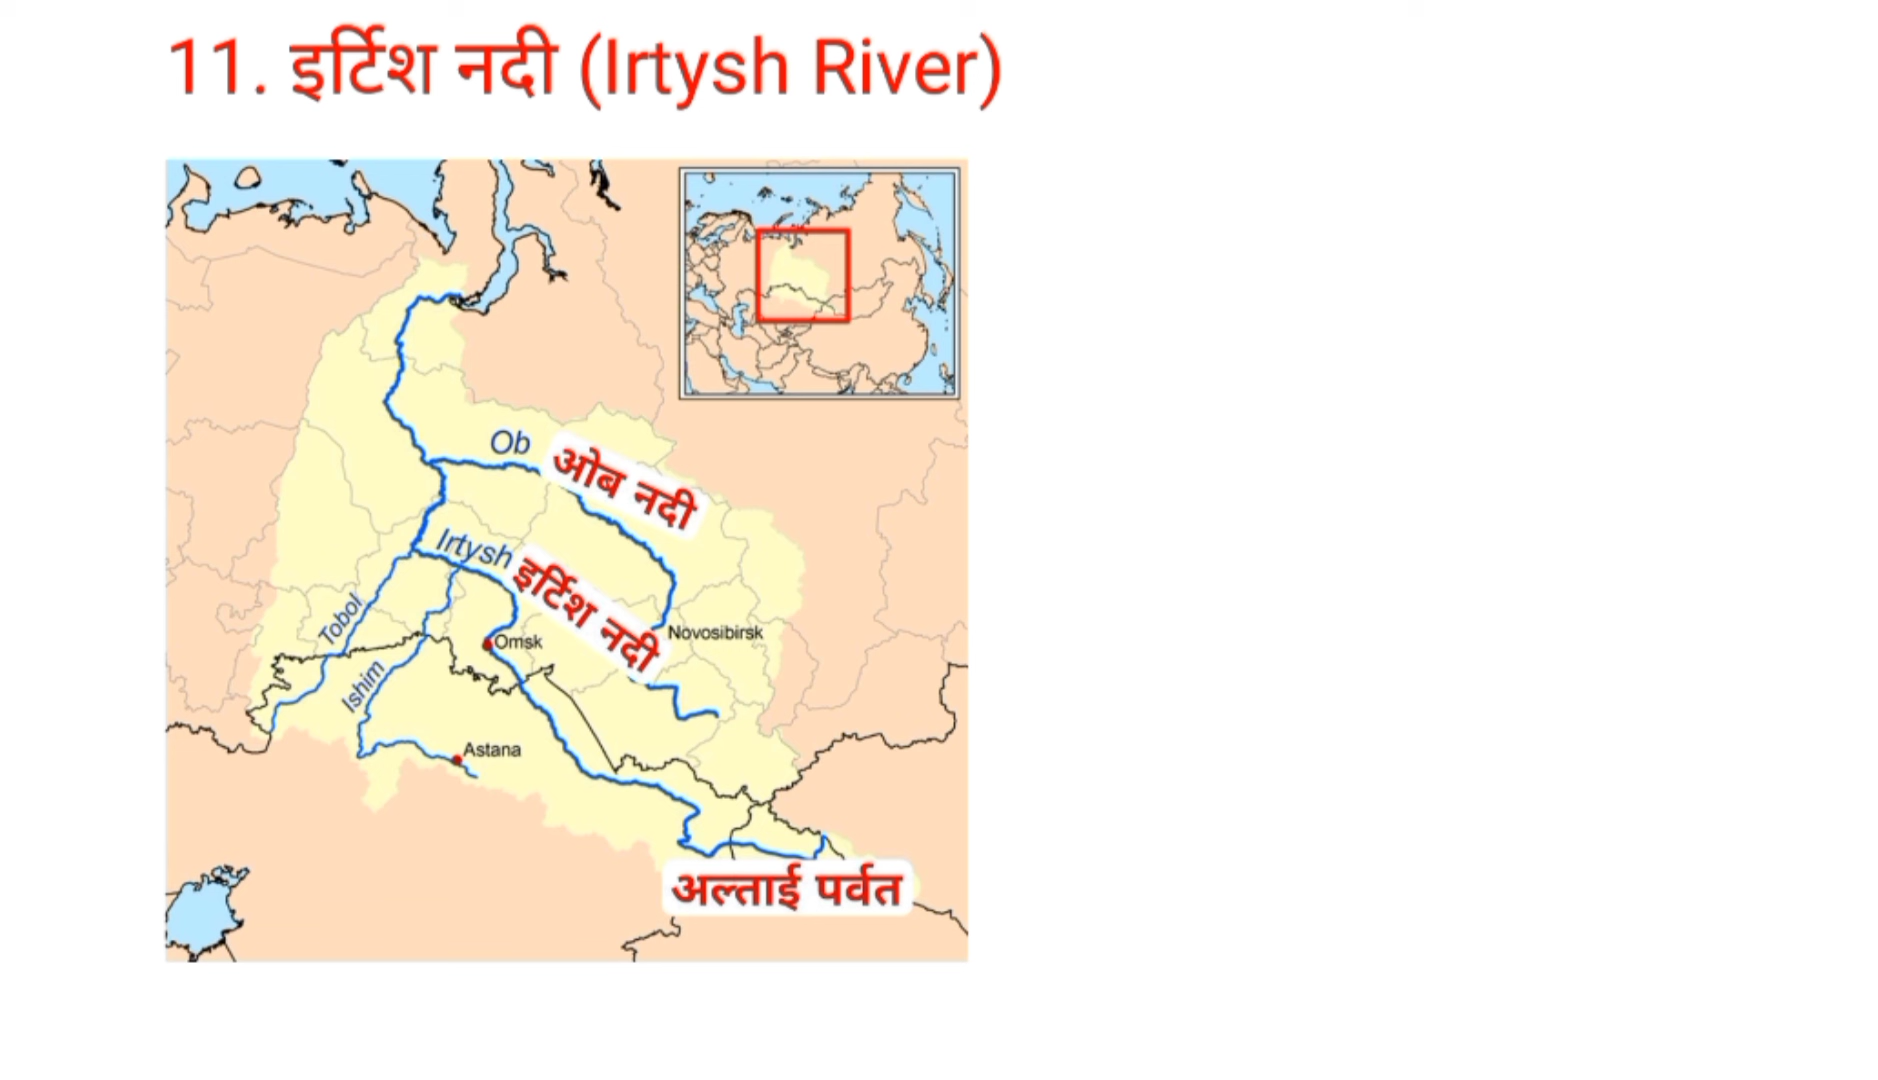 11. इर्टिश नदी (Irtysh River)
Ob
ओब नदी
Irtysh
इर्टिश नदी
Tobol
Novosibirsk
Omsk
Ishim
Astana
अल्ताई पर्वत